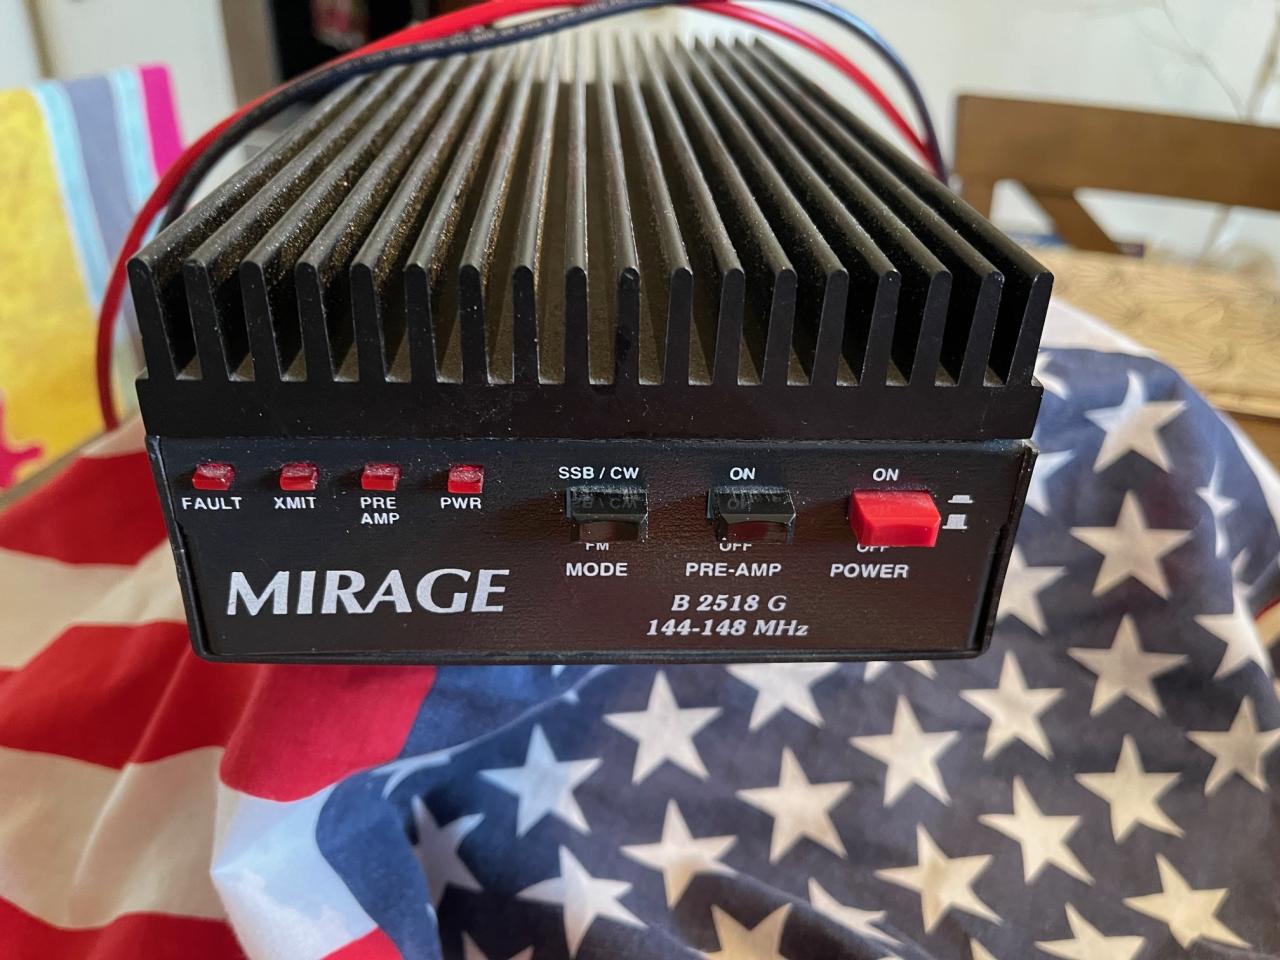 SSB / CW ON ON
FAULT XMIT PRE AMP PWR
FM OFF OFF
MODE PRE-AMP POWER
MIRAGE
B 2518 G
144-148 MHz